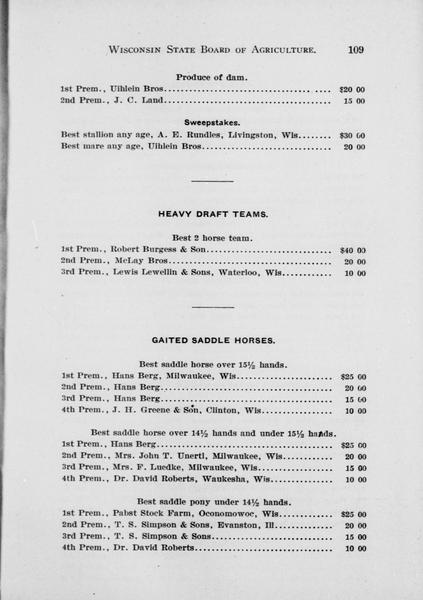 WISCONSIN STATE BOARD OF AGRICULTURE. 109
Produce of dam.
1st Prem., Uihlein Bros........................................ $20 00
2nd Prem., J. C. Land........................................ 15 00
Sweepstakes.
Best stallion any age, A. E. Rundles, Livingston, Wis........ $30 00
Best mare any age, Uihlein Bros............................... 20 00
HEAVY DRAFT TEAMS.
Best 2 horse team.
1st Prem., Robert Burgess & Son.............................. $40 00
2nd Prem., McLay Bros........................................ 20 00
3rd Prem., Lewis Lewellin & Sons, Waterloo, Wis............ 10 00
GAITED SADDLE HORSES.
Best saddle horse over 15½ hands.
1st Prem., Hans Berg, Milwaukee, Wis....................... $25 00
2nd Prem., Hans Berg........................................ 20 00
3rd Prem., Hans Berg........................................ 15 00
4th Prem., J. H. Greene & Son, Clinton, Wis................. 10 00
Best saddle horse over 14½ hands and under 15½ hands.
1st Prem., Hans Berg......................................... $25 00
2nd Prem., Mrs. John T. Unertl, Milwaukee, Wis............ 20 00
3rd Prem., Mrs. F. Luedke, Milwaukee, Wis.................. 15 00
4th Prem., Dr. David Roberts, Waukesha, Wis............... 10 00
Best saddle pony under 14½ hands.
1st Prem., Pabst Stock Farm, Oconomowoc, Wis............. $25 00
2nd Prem., T. S. Simpson & Sons, Evanston, Ill.............. 20 00
3rd Prem., T. S. Simpson & Sons............................. 15 00
4th Prem., Dr. David Roberts................................. 10 00